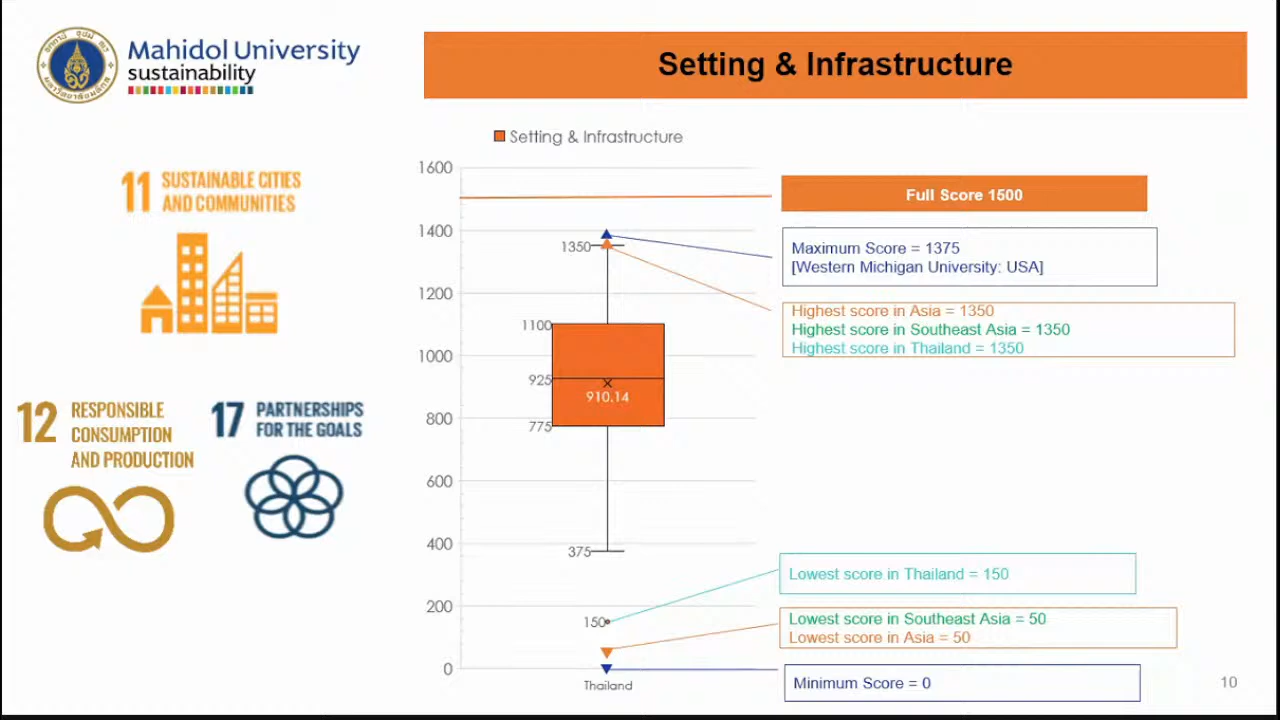 Mahidol University
sustainability
Setting & Infrastructure
11 SUSTAINABLE CITIES
AND COMMUNITIES
12 RESPONSIBLE
CONSUMPTION
AND PRODUCTION
17 PARTNERSHIPS
FOR THE GOALS
Setting & Infrastructure
1600
1400
1200
1000
800
600
400
200
0
1350
1100
925
910.14
775
375
150
Thailand
Full Score 1500
Maximum Score = 1375
[Western Michigan University: USA]
Highest score in Asia = 1350
Highest score in Southeast Asia = 1350
Highest score in Thailand = 1350
Lowest score in Thailand = 150
Lowest score in Southeast Asia = 50
Lowest score in Asia = 50
Minimum Score = 0
10